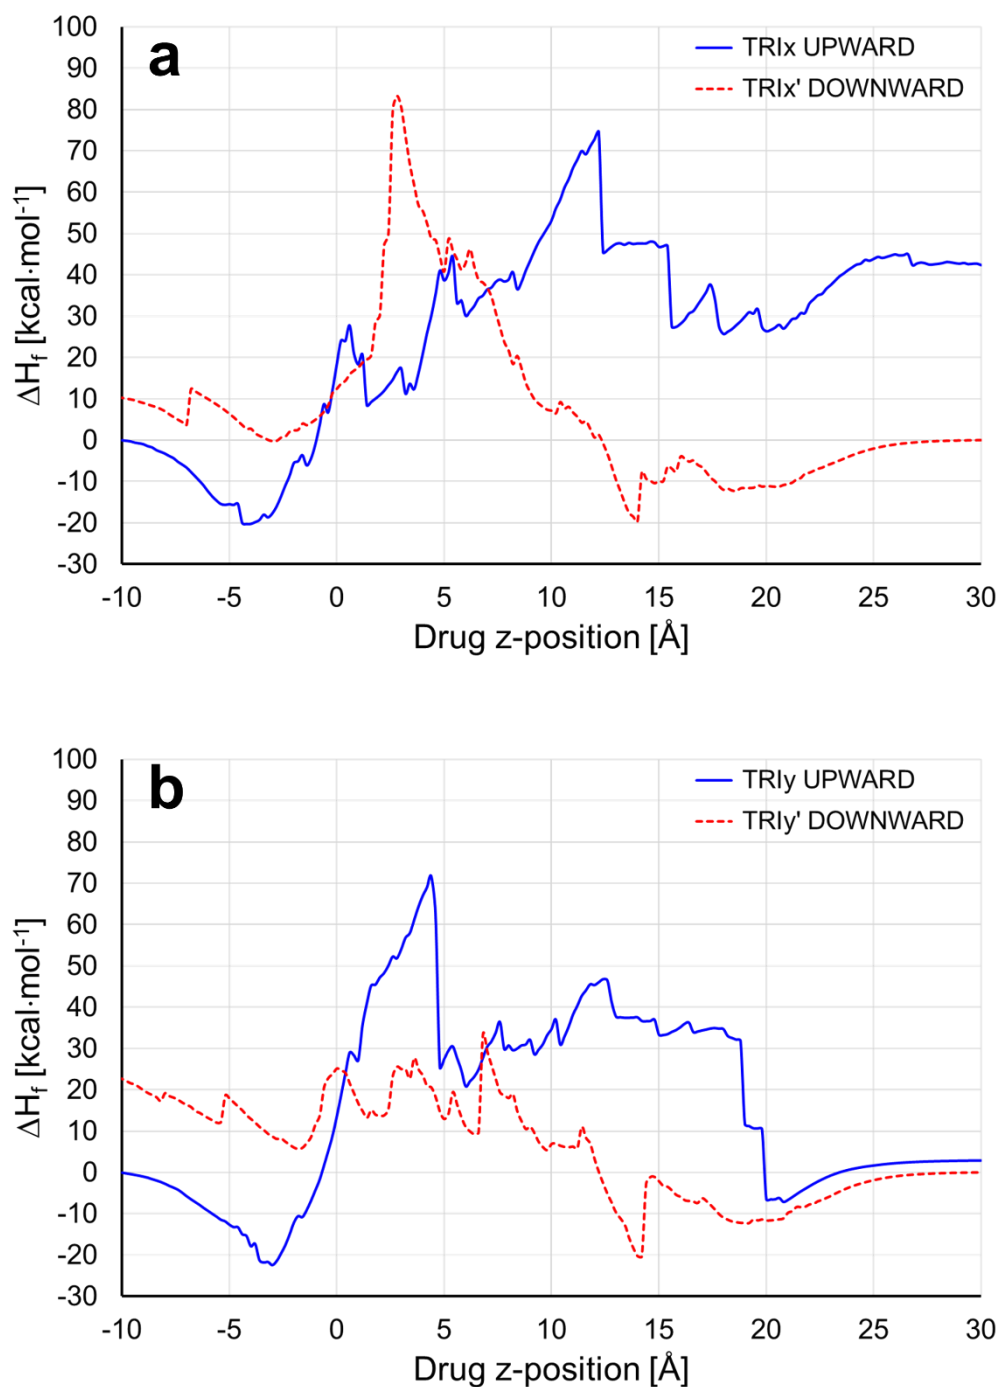 a
TRIx UPWARD
TRIx' DOWNWARD
100
90
80
70
60
50
40
30
20
10
0
-10
-20
-30
ΔHf [kcal·mol⁻¹]
-10 -5 0 5 10 15 20 25 30
Drug z-position [Å]
b
TRIy UPWARD
TRIy' DOWNWARD
100
90
80
70
60
50
40
30
20
10
0
-10
-20
-30
ΔHf [kcal·mol⁻¹]
-10 -5 0 5 10 15 20 25 30
Drug z-position [Å]